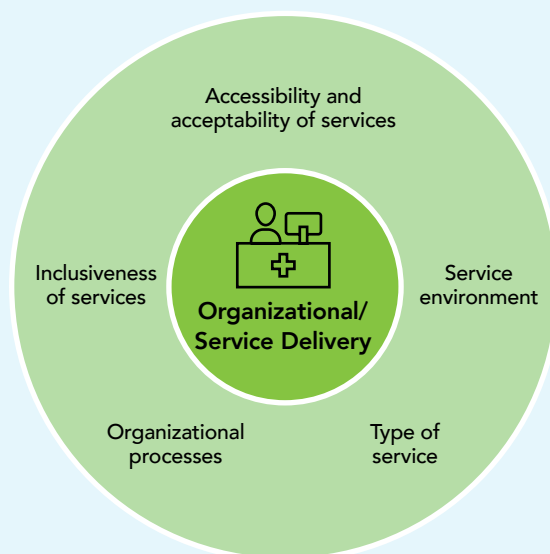 Accessibility and
acceptability of services
Inclusiveness
of services
Organizational/
Service Delivery
Service
environment
Organizational
processes
Type of
service